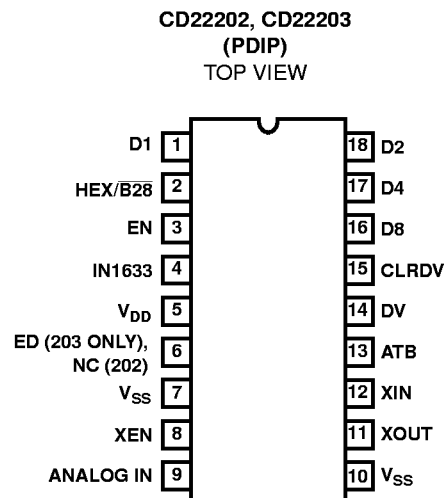 CD22202, CD22203
(PDIP)
TOP VIEW
D1 1 18 D2
HEX/B28 2 17 D4
EN 3 16 D8
IN1633 4 15 CLRDV
VDD 5 14 DV
ED (203 ONLY),
NC (202) 6 13 ATB
VSS 7 12 XIN
XEN 8 11 XOUT
ANALOG IN 9 10 VSS